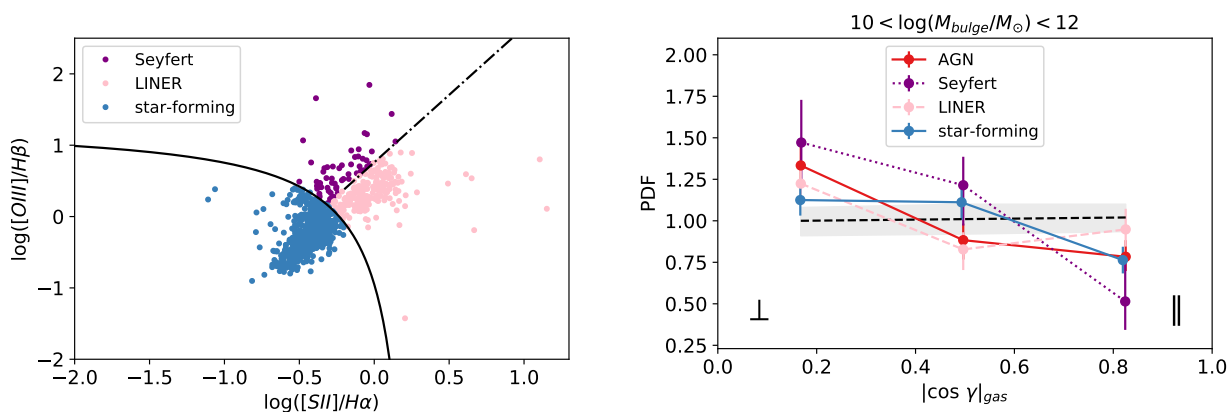 Seyfert
LINER
star-forming
2
1
0
−1
−2
−2.0 −1.5 −1.0 −0.5 0.0 0.5 1.0
log([SII]/Hα)
log([OIII]/Hβ)
10 < log(M_bulge/M_⊙) < 12
AGN
Seyfert
LINER
star-forming
2.00
1.75
1.50
1.25
1.00
0.75
0.50
0.25
PDF
⊥ ∥
0.0 0.2 0.4 0.6 0.8 1.0
|cos γ|_gas